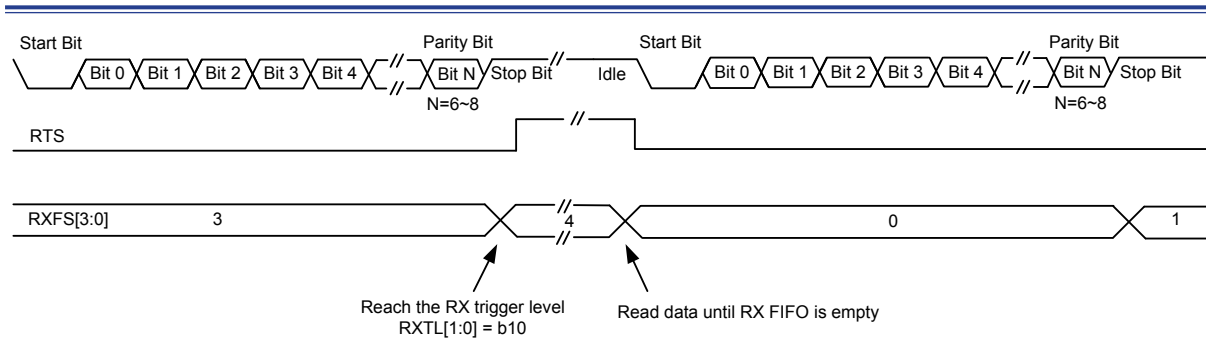 Start Bit Parity Bit Start Bit Parity Bit
Bit 0 Bit 1 Bit 2 Bit 3 Bit 4 Bit N Stop Bit Idle Bit 0 Bit 1 Bit 2 Bit 3 Bit 4 Bit N Stop Bit
N=6~8 N=6~8
RTS
RXFS[3:0] 3 4 0 1
Reach the RX trigger level
RXTL[1:0] = b10
Read data until RX FIFO is empty